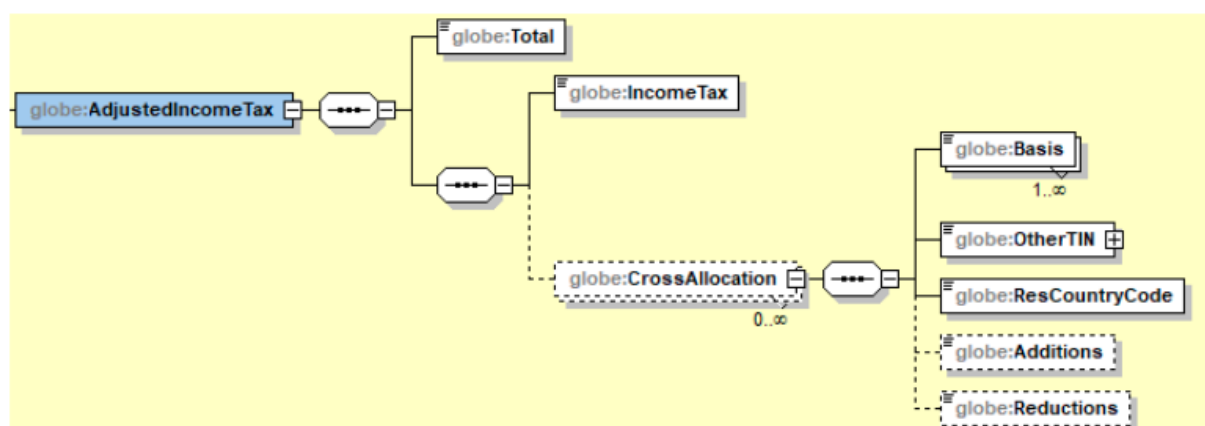 globe:Total
globe:IncomeTax
globe:AdjustedIncomeTax
globe:Basis
1..∞
globe:OtherTIN
globe:CrossAllocation
0..∞
globe:ResCountryCode
globe:Additions
globe:Reductions